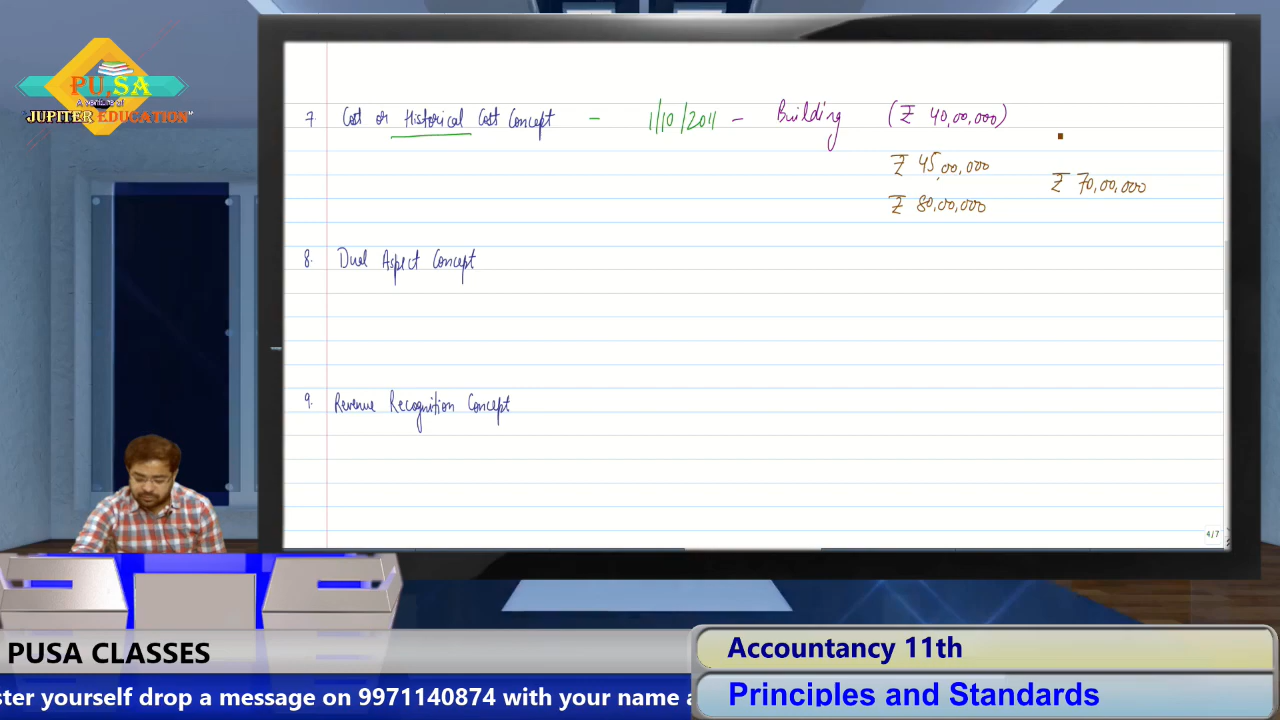 PU,SA
A venture of
JUPITER EDUCATION
7 Cost or Historical Cost Concept - 1/10/2011 - Building (₹ 40,00,000)
₹ 45,00,000
₹ 70,00,000
₹ 80,00,000
8. Dual Aspect Concept
9. Revenue Recognition Concept
4/7
PUSA CLASSES
Accountancy 11th
ster yourself drop a message on 9971140874 with your name a
Principles and Standards